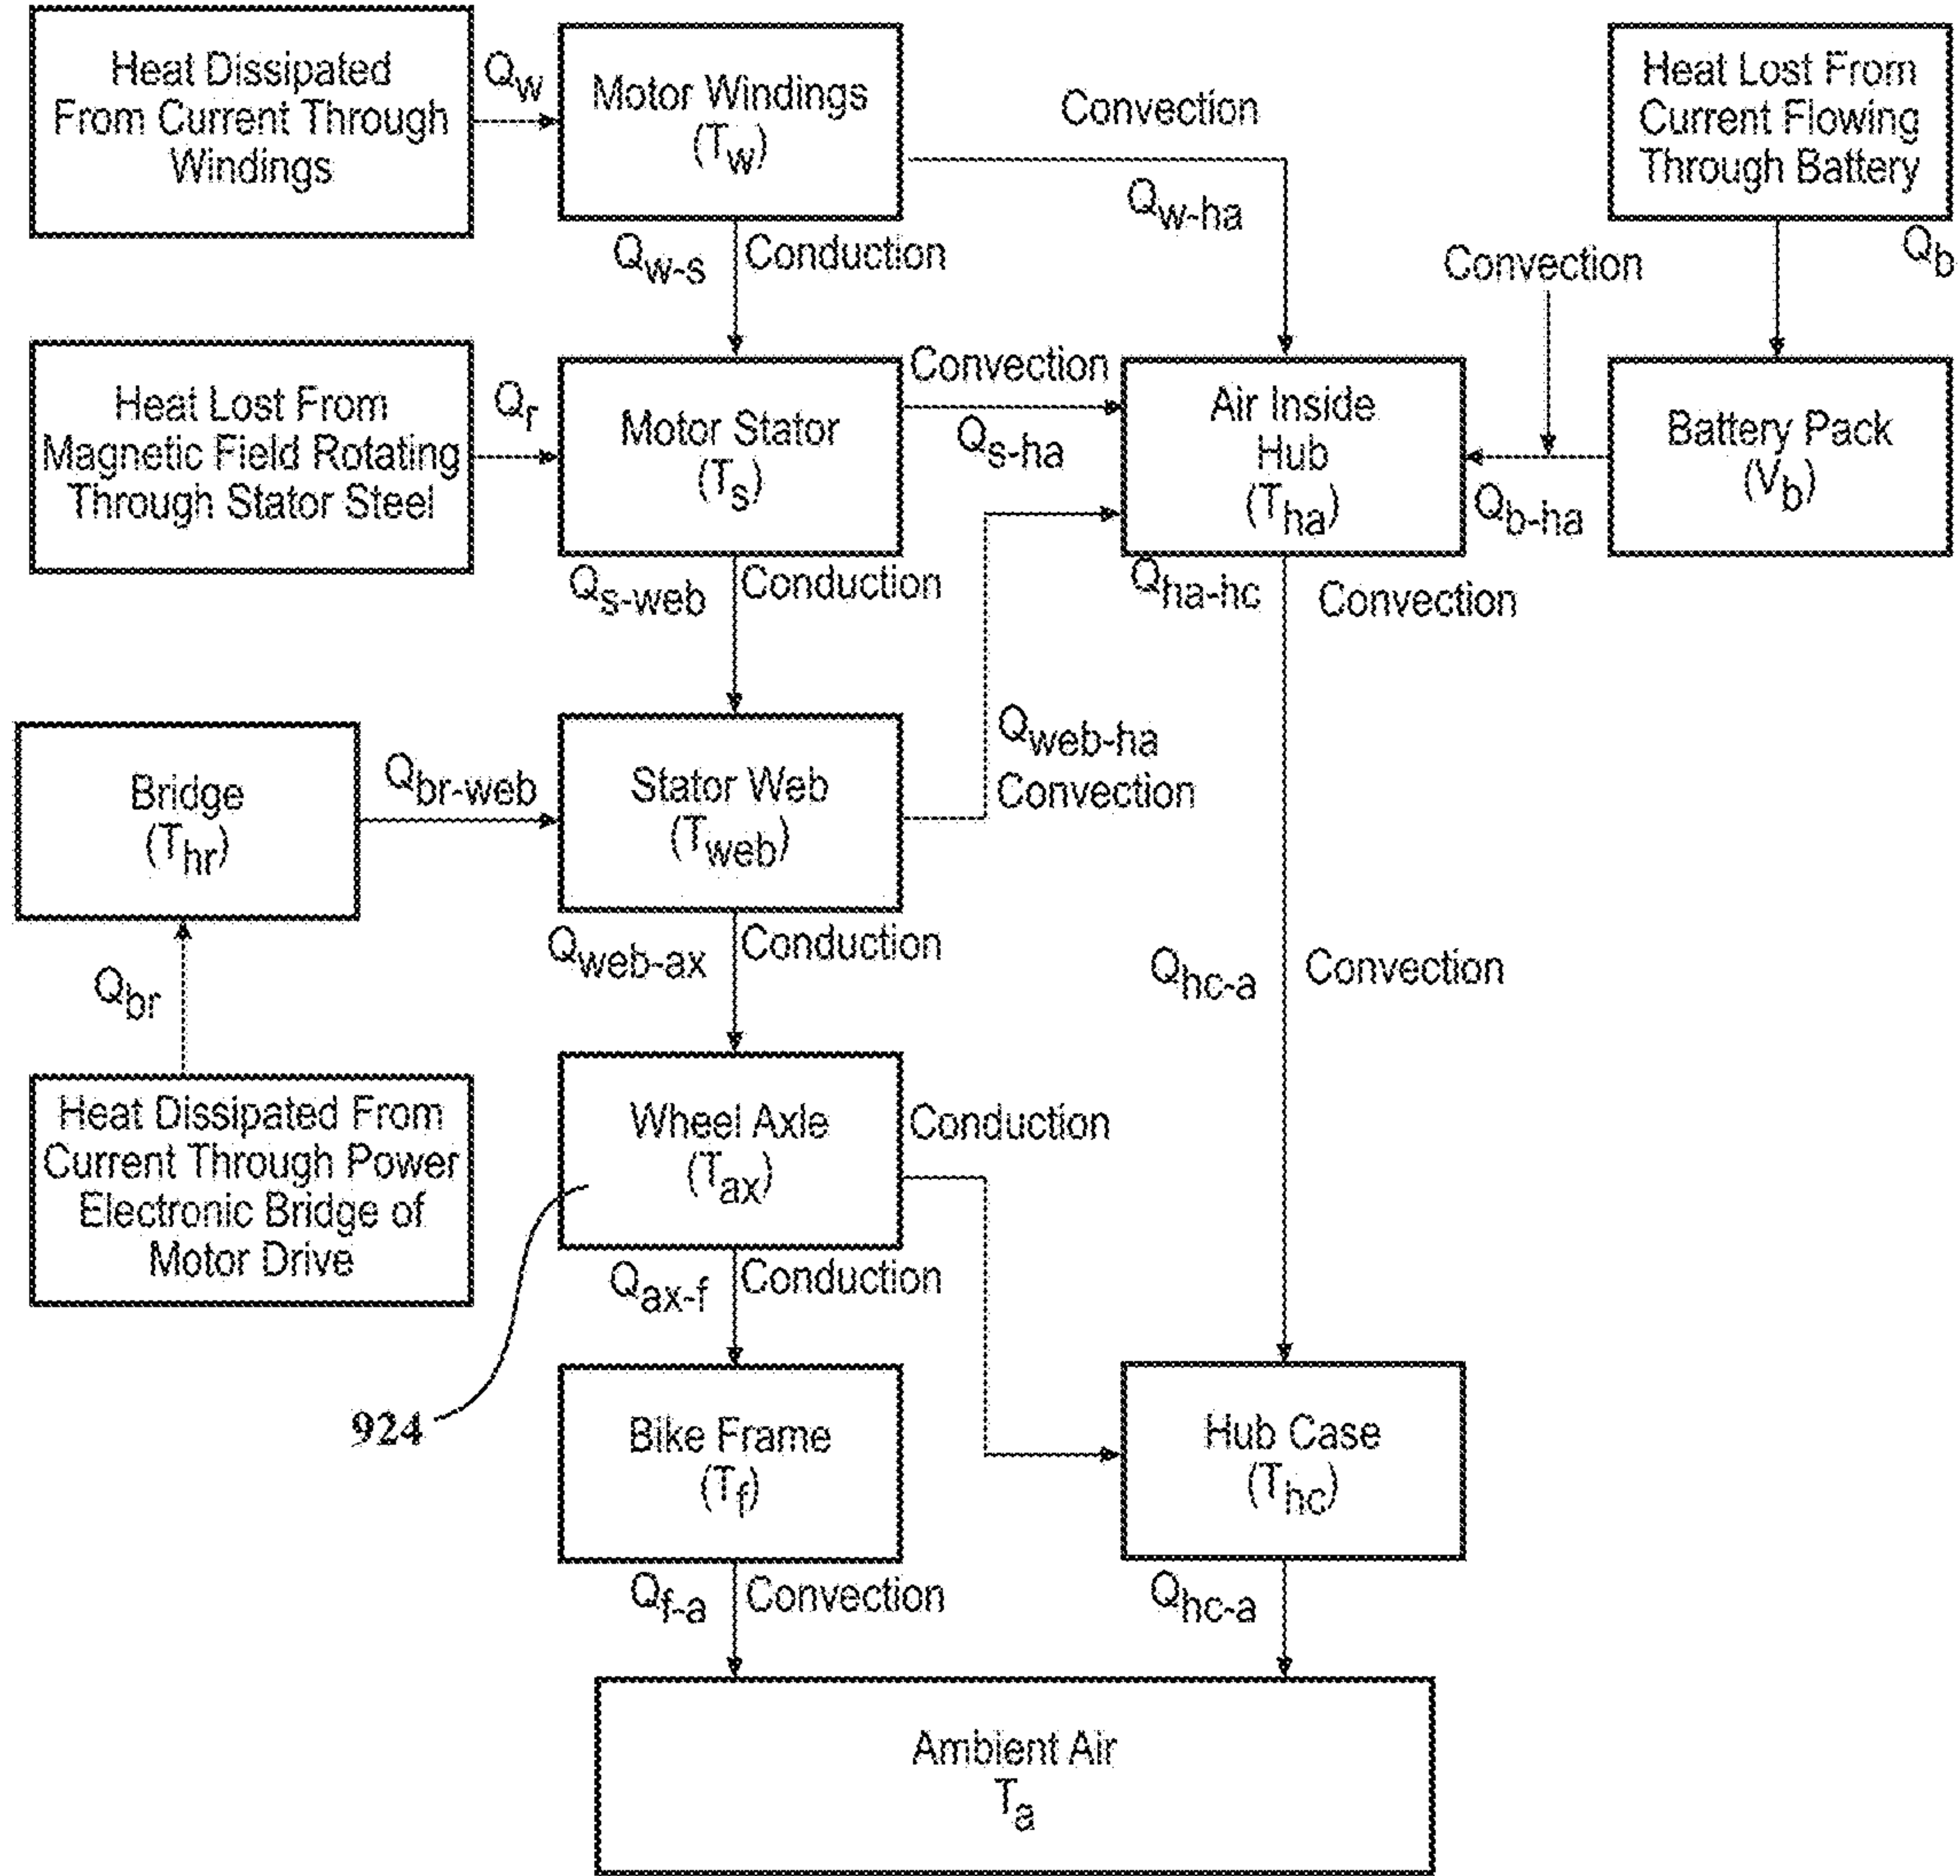 Heat Dissipated
From Current Through
Windings
Qw
Motor Windings
(Tw)
Convection
Qw-ha
Heat Lost From
Current Flowing
Through Battery
Qb
Qw-s
Conduction
Convection
Heat Lost From
Magnetic Field Rotating
Through Stator Steel
Qr
Motor Stator
(Ts)
Convection
Qs-ha
Air Inside
Hub
(Tha)
Qb-ha
Battery Pack
(Vb)
Qs-web
Conduction
Qha-hc
Convection
Bridge
(Thr)
Qbr-web
Stator Web
(Tweb)
Qweb-ha
Convection
Qbr
Qweb-ax
Conduction
Qhc-a
Convection
Heat Dissipated From
Current Through Power
Electronic Bridge of
Motor Drive
Wheel Axle
(Tax)
Conduction
Qax-f
Conduction
924
Bike Frame
(Tf)
Hub Case
(Thc)
Qf-a
Convection
Qhc-a
Ambient Air
Ta